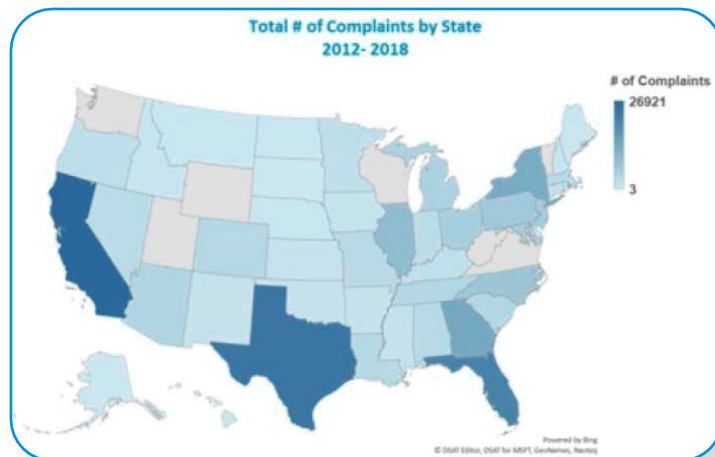 Total # of Complaints by State
2012- 2018
# of Complaints
26921
3
Powered by Bing
© DSAT Editor, DSAT for MSFT, GeoNames, Navteq